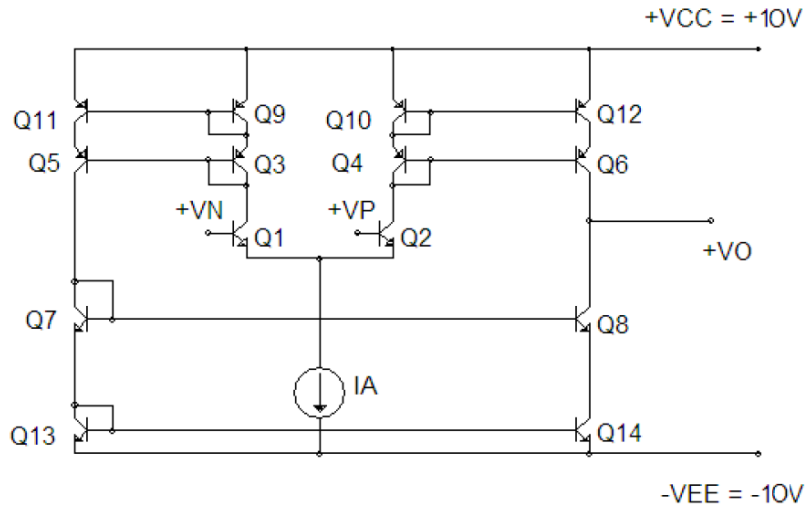 +VCC = +10V
Q11
Q9
Q10
Q12
Q5
Q3
Q4
Q6
+VN
Q1
+VP
Q2
+VO
Q7
Q8
IA
Q13
Q14
-VEE = -10V